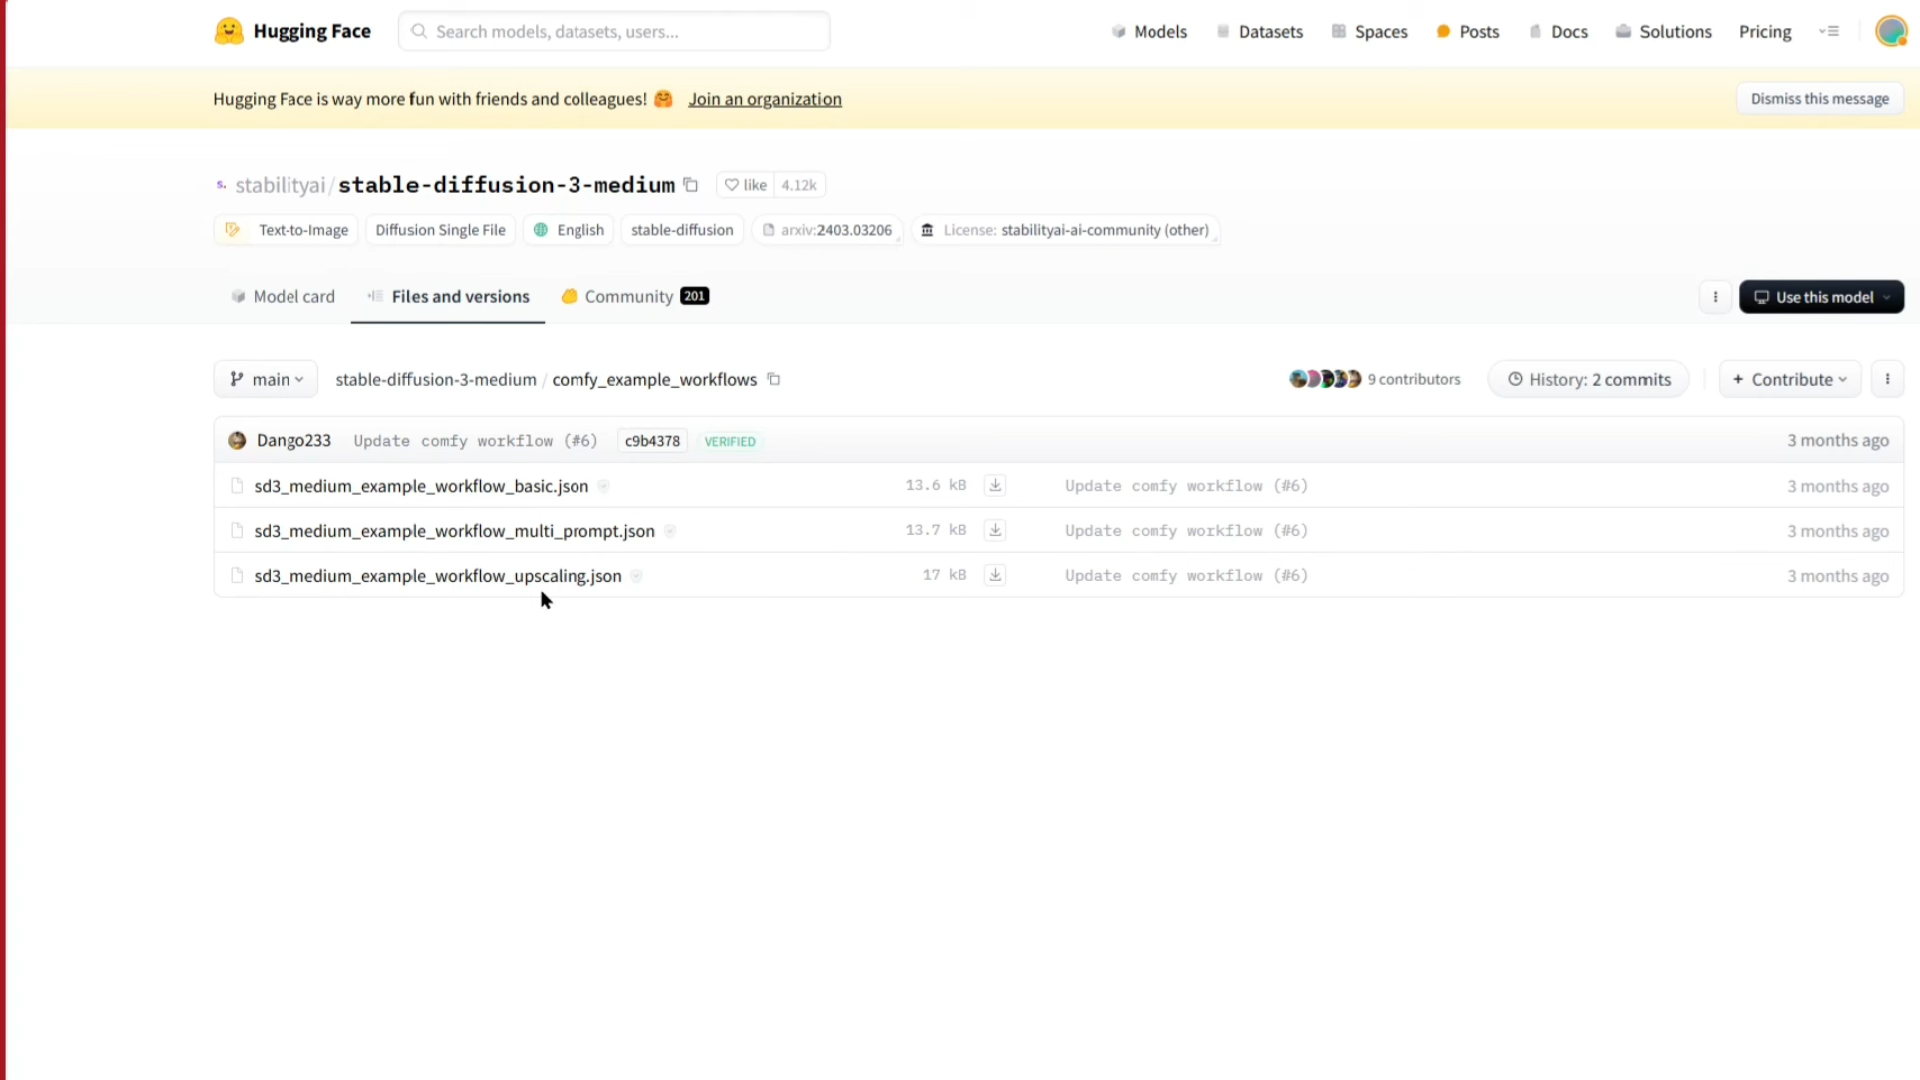 Hugging Face Search models, datasets, users... Models Datasets Spaces Posts Docs Solutions Pricing
Hugging Face is way more fun with friends and colleagues! Join an organization Dismiss this message
stabilityai/stable-diffusion-3-medium like 4.12k
Text-to-Image Diffusion Single File English stable-diffusion arxiv:2403.03206 License: stabilityai-ai-community (other)
Model card Files and versions Community 201 Use this model
main stable-diffusion-3-medium / comfy_example_workflows 9 contributors History: 2 commits + Contribute
Dango233 Update comfy workflow (#6) c9b4378 VERIFIED 3 months ago
sd3_medium_example_workflow_basic.json 13.6 kB Update comfy workflow (#6) 3 months ago
sd3_medium_example_workflow_multi_prompt.json 13.7 kB Update comfy workflow (#6) 3 months ago
sd3_medium_example_workflow_upscaling.json 17 kB Update comfy workflow (#6) 3 months ago